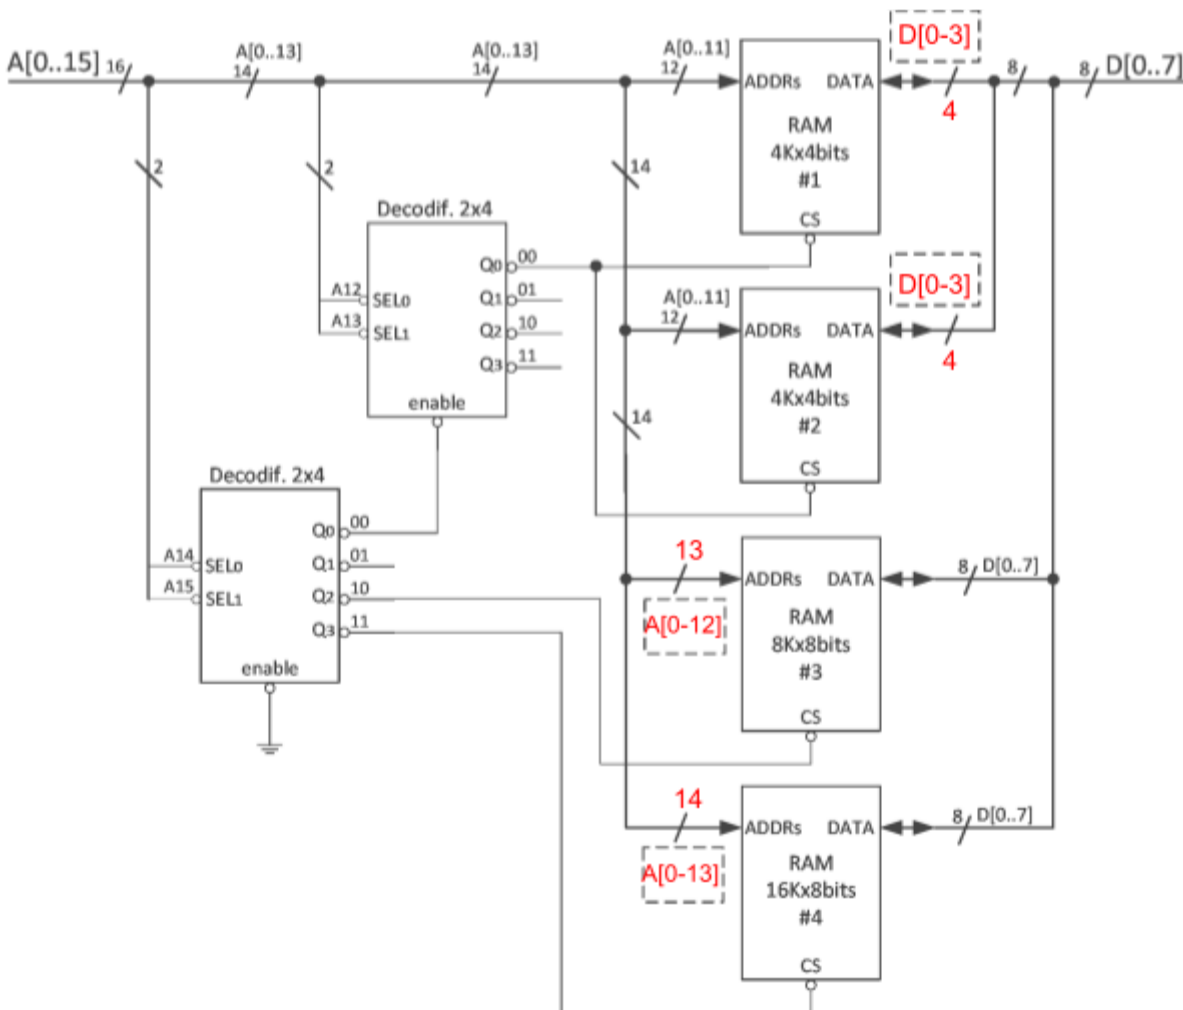 A[0..15] 16
A[0..13]
14
A[0..13]
14
A[0..11]
12
D[0-3]
4
8
8 D[0..7]
ADDRs DATA
RAM
4Kx4bits
#1
CS
2
2
14
Decodif. 2x4
A12 SEL0
A13 SEL1
Q0 00
Q1 01
Q2 10
Q3 11
enable
A[0..11]
12
D[0-3]
4
ADDRs DATA
RAM
4Kx4bits
#2
CS
14
Decodif. 2x4
A14 SEL0
A15 SEL1
Q0 00
Q1 01
Q2 10
Q3 11
enable
13
A[0-12]
ADDRs DATA
RAM
8Kx8bits
#3
CS
8 D[0..7]
14
A[0-13]
ADDRs DATA
RAM
16Kx8bits
#4
CS
8 D[0..7]